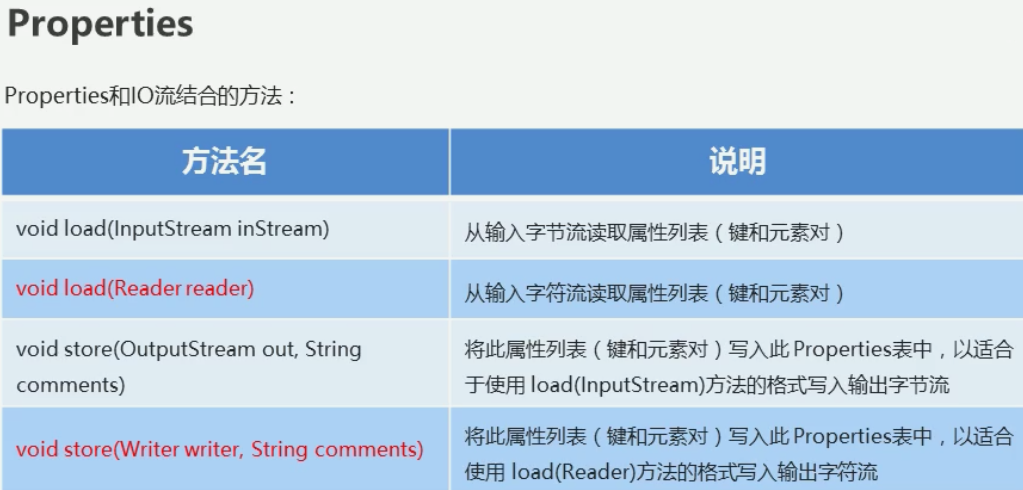 Properties
Properties和IO流结合的方法：
方法名
说明
void load(InputStream inStream)
从输入字节流读取属性列表（键和元素对）
void load(Reader reader)
从输入字符流读取属性列表（键和元素对）
void store(OutputStream out, String
comments)
将此属性列表（键和元素对）写入此 Properties表中，以适合
于使用 load(InputStream)方法的格式写入输出字节流
void store(Writer writer, String comments)
将此属性列表（键和元素对）写入此 Properties表中，以适合
使用 load(Reader)方法的格式写入输出字符流